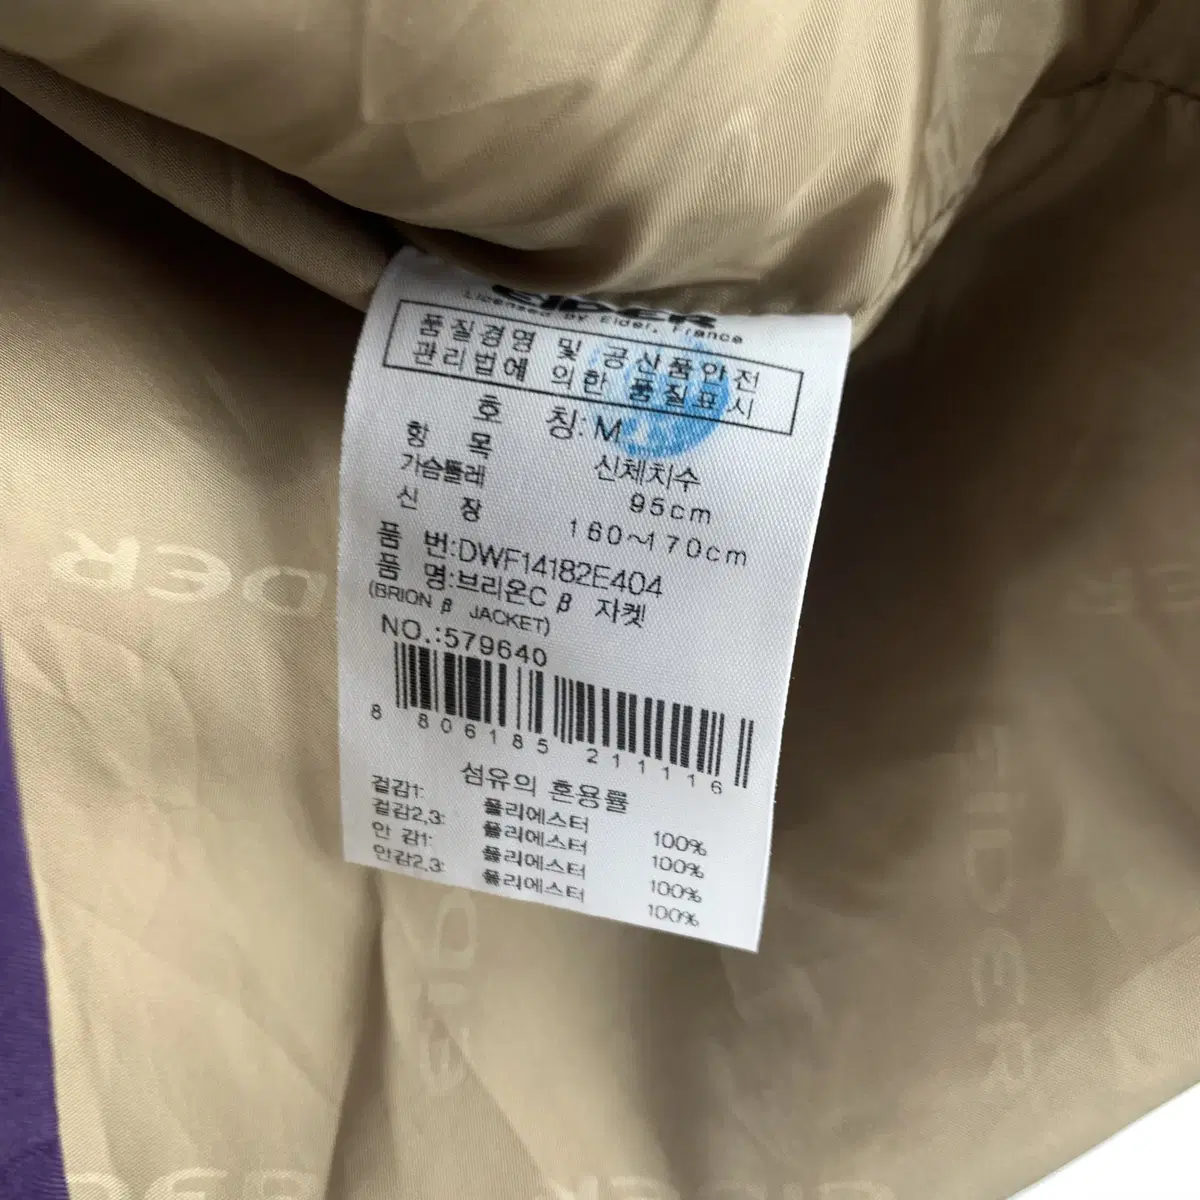 EIDER
Licensed by Eider, France
품질경영 및 공산품안전
관리법에 의한 품질표시
호 칭: M
항 목 신체치수
가슴둘레 95cm
신 장 160~170cm
품 번:DWF14182E404
품 명:브리온C β 자켓
(BRION β JACKET)
NO.:579640
8 806185 211116
섬유의 혼용률
겉감1: 폴리에스터 100%
겉감2,3: 폴리에스터 100%
안 감1: 폴리에스터 100%
안감2,3: 폴리에스터 100%
EIDER
EIDER
EIDER